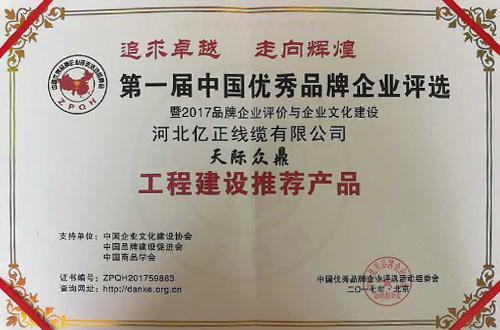 追求卓越 走向辉煌
第一届中国优秀品牌企业评选
暨2017品牌企业评价与企业文化建设
河北亿正线缆有限公司
天际众鼎
工程建设推荐产品
支持单位：中国企业文化建设协会
中国品牌建设促进会
中国商品学会
证书编号：ZPQH201759883
查询网址：http://danke.org.cn
中国优秀品牌企业评选活动组委会
二〇一七年·北京
ZPQH